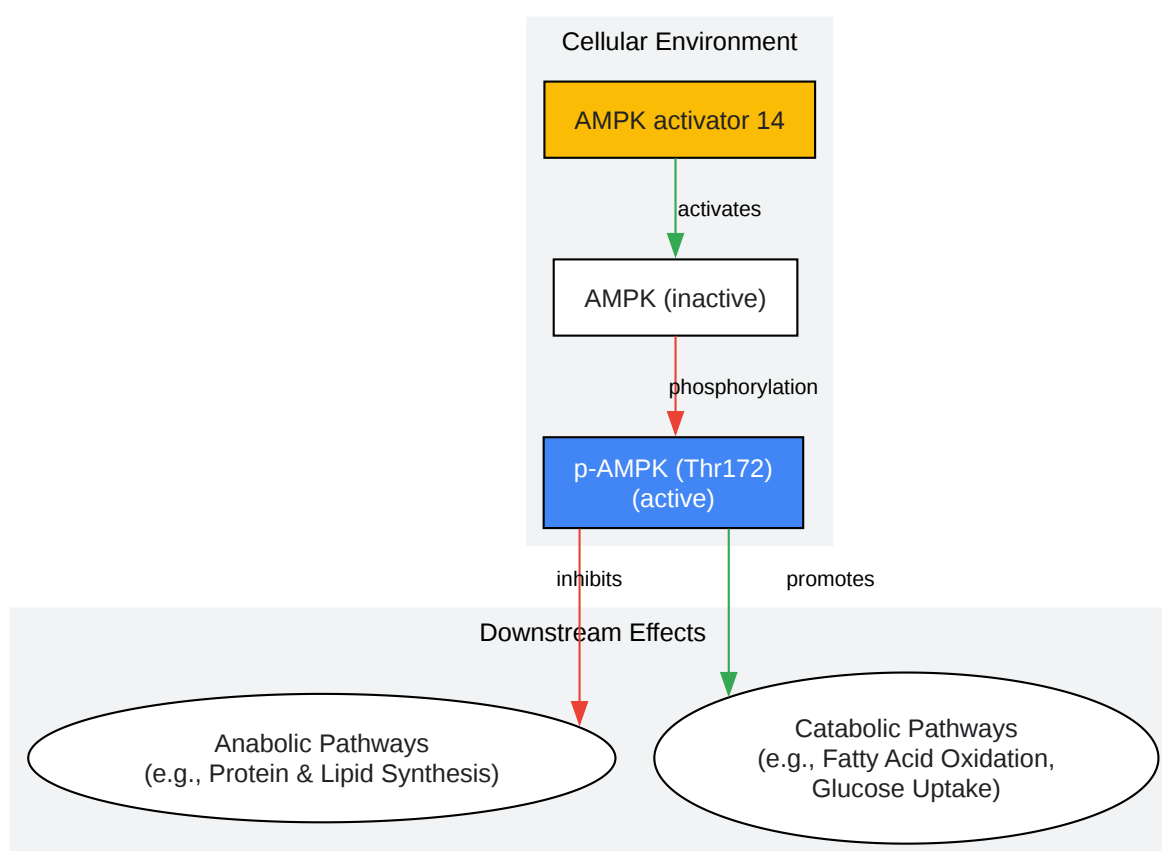 Cellular Environment
AMPK activator 14
activates
AMPK (inactive)
phosphorylation
p-AMPK (Thr172)
(active)
inhibits
promotes
Downstream Effects
Anabolic Pathways
(e.g., Protein & Lipid Synthesis)
Catabolic Pathways
(e.g., Fatty Acid Oxidation,
Glucose Uptake)